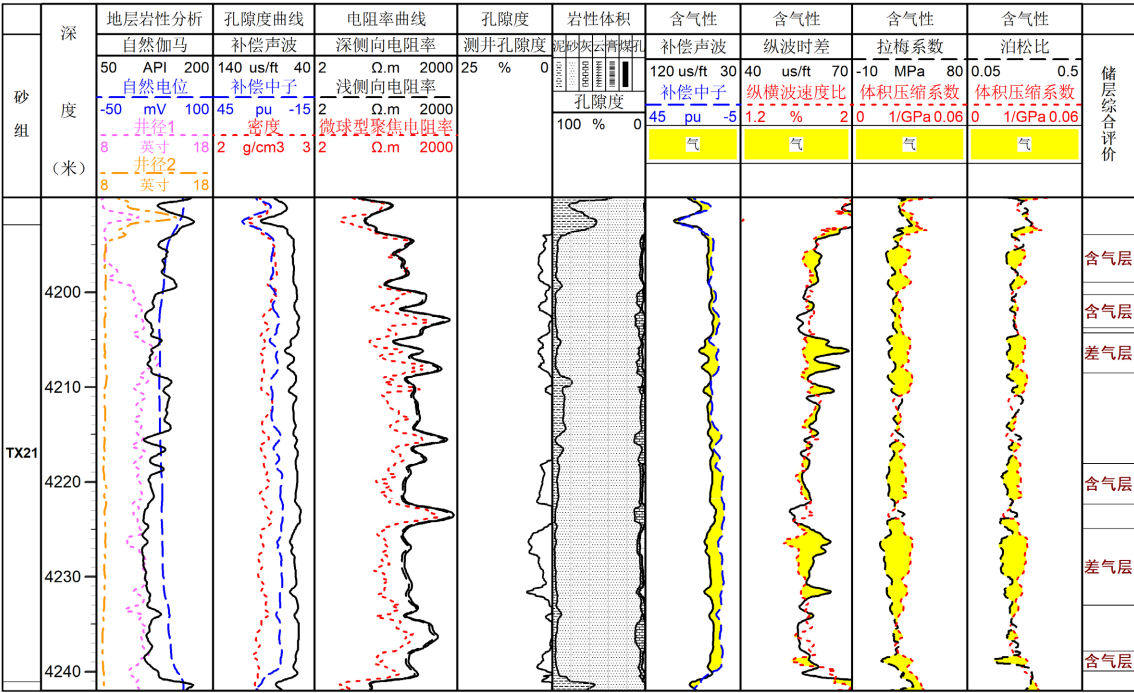 砂组
深度(米)
地层岩性分析
自然伽马
50 API 200
自然电位
-50 mV 100
井径1
8 英寸 18
井径2
8 英寸 18
孔隙度曲线
补偿声波
140 us/ft 40
补偿中子
45 pu -15
密度
2 g/cm3 3
电阻率曲线
深侧向电阻率
2 Ω.m 2000
浅侧向电阻率
2 Ω.m 2000
微球型聚焦电阻率
2 Ω.m 2000
孔隙度
测井孔隙度
25 % 0
岩性体积
泥 砂 灰 云 膏 煤 孔
孔隙度
100 % 0
含气性
补偿声波
120 us/ft 30
补偿中子
45 pu -5
气
含气性
纵波时差
40 us/ft 70
纵横波速度比
1.2 % 2
气
含气性
拉梅系数
-10 MPa 80
体积压缩系数
0 1/GPa 0.06
气
含气性
泊松比
0.05 0.5
体积压缩系数
0 1/GPa 0.06
气
储层综合评价
TX21
4200
4210
4220
4230
4240
含气层
含气层
差气层
含气层
差气层
含气层